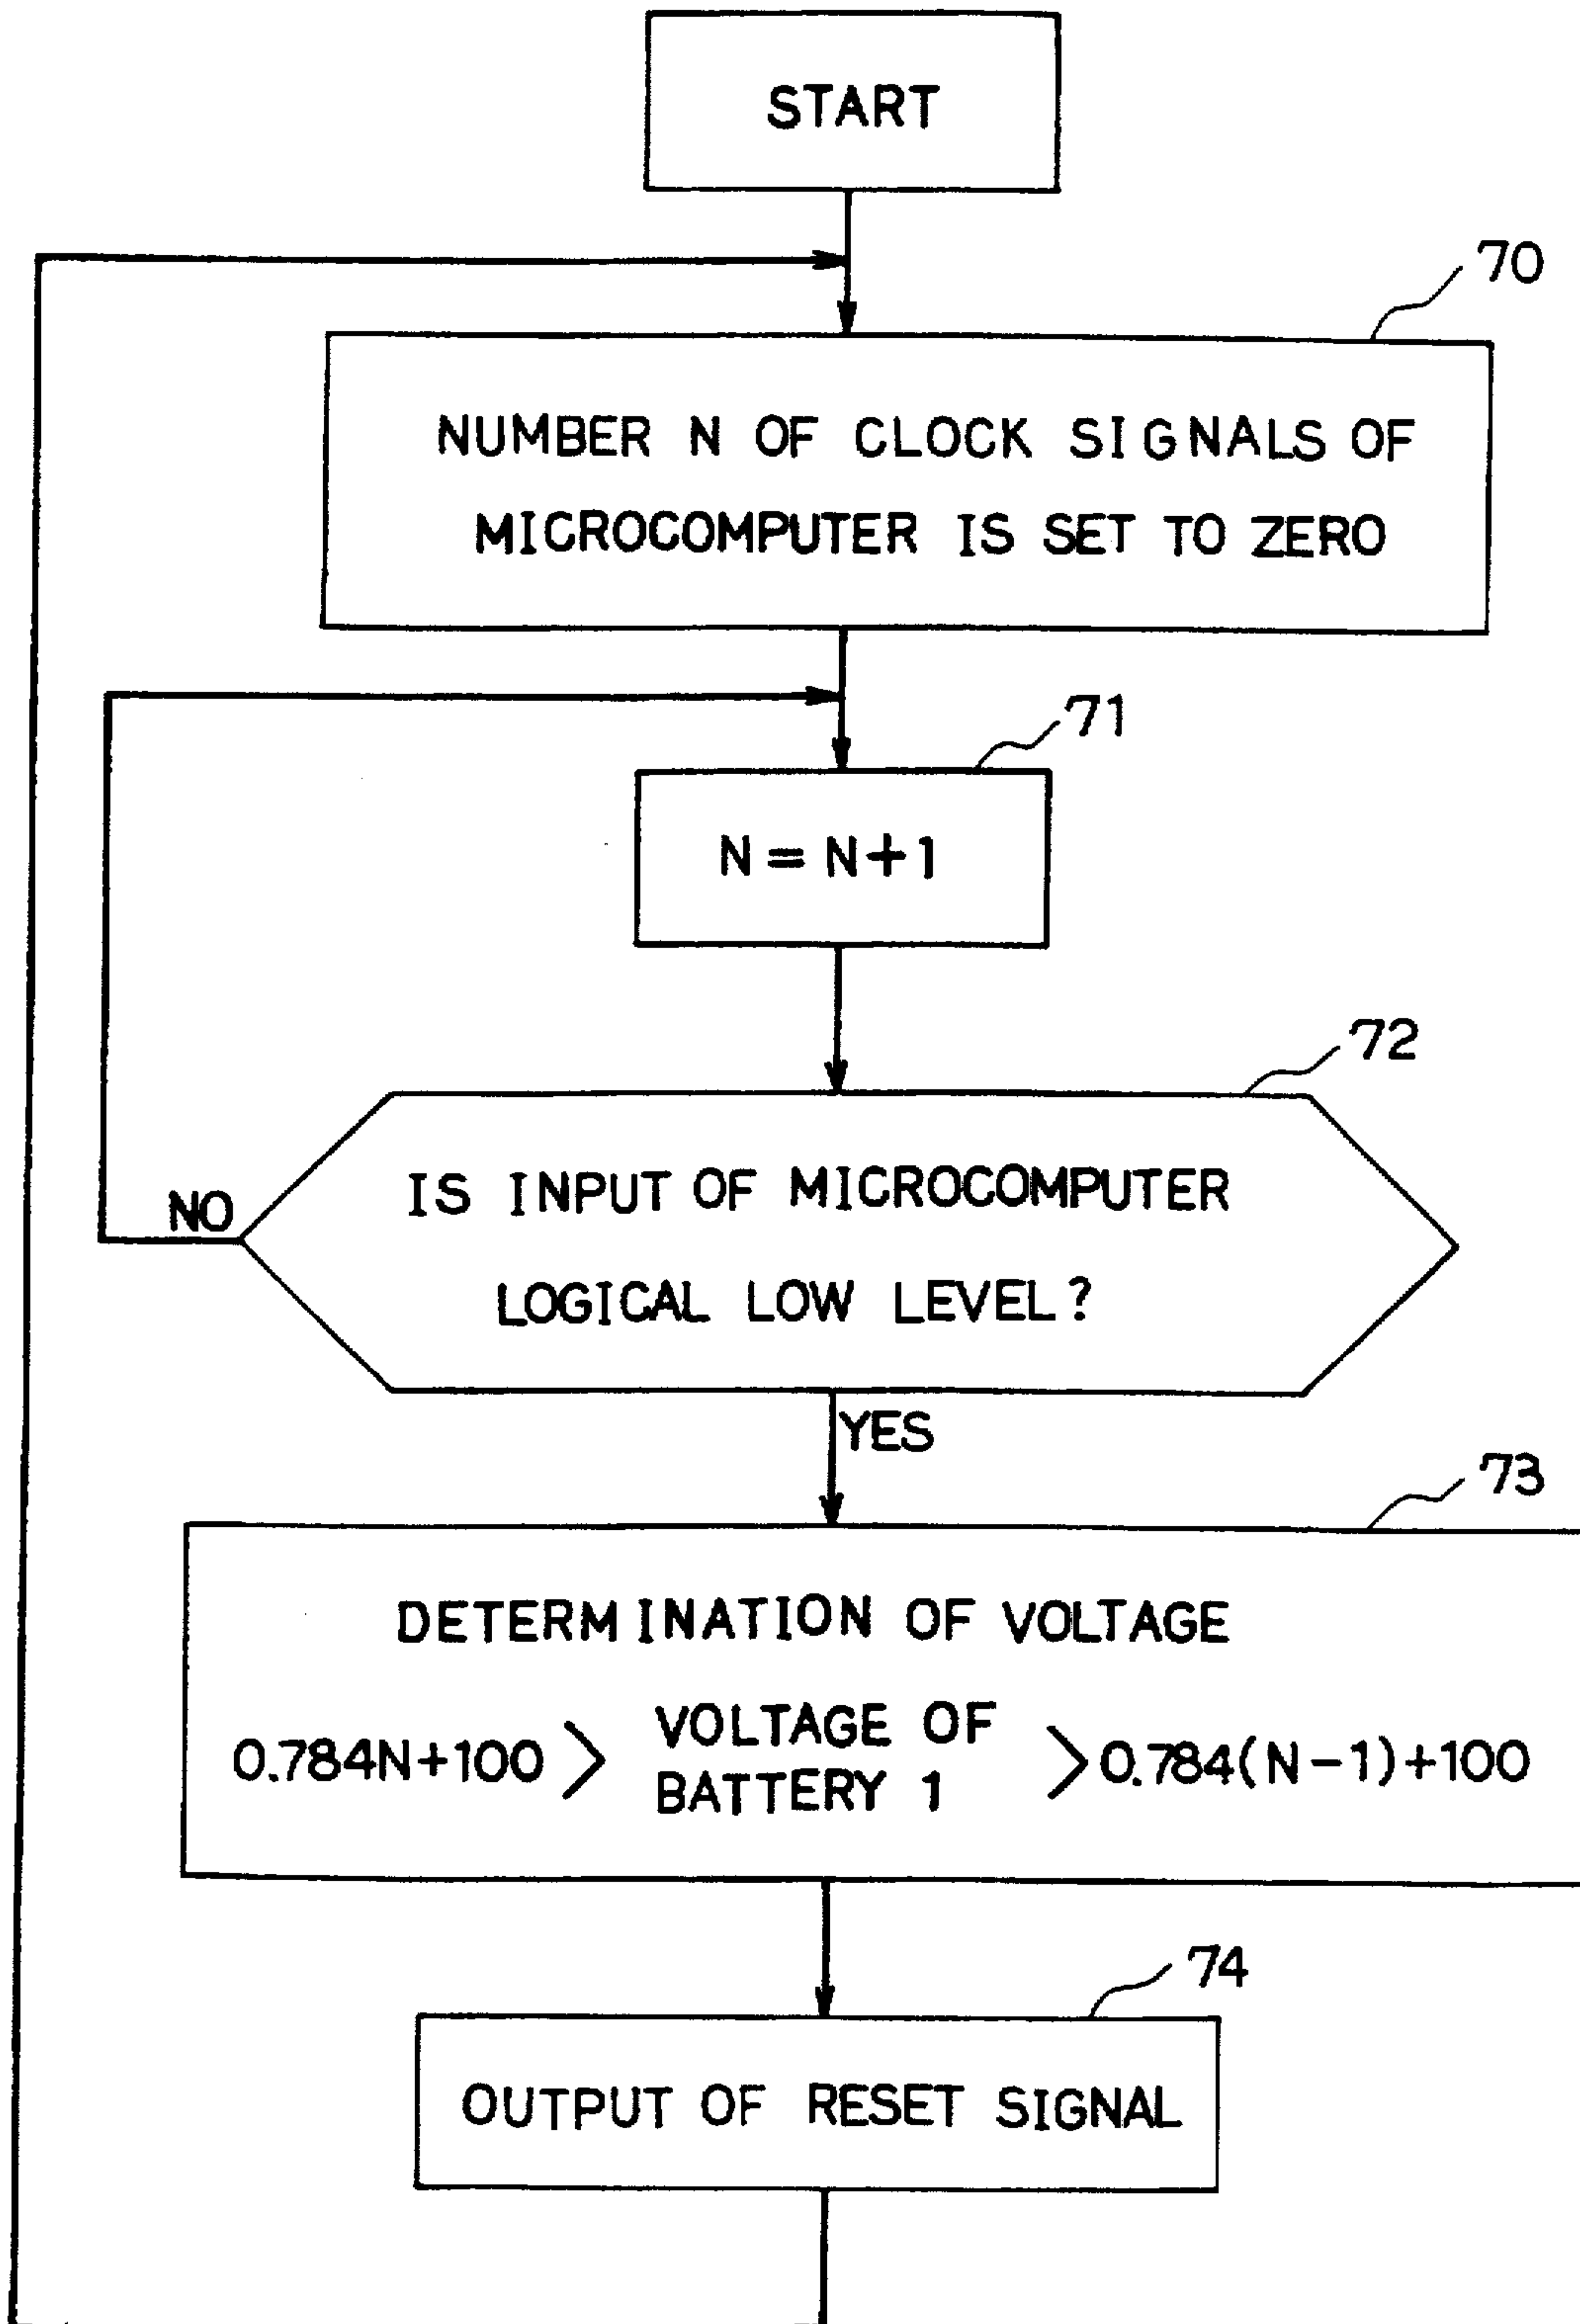 START
70
NUMBER N OF CLOCK SIGNALS OF
MICROCOMPUTER IS SET TO ZERO
71
N = N+1
72
IS INPUT OF MICROCOMPUTER
LOGICAL LOW LEVEL?
NO
YES
73
DETERMINATION OF VOLTAGE
0.784N+100 > VOLTAGE OF BATTERY 1 > 0.784(N-1)+100
74
OUTPUT OF RESET SIGNAL